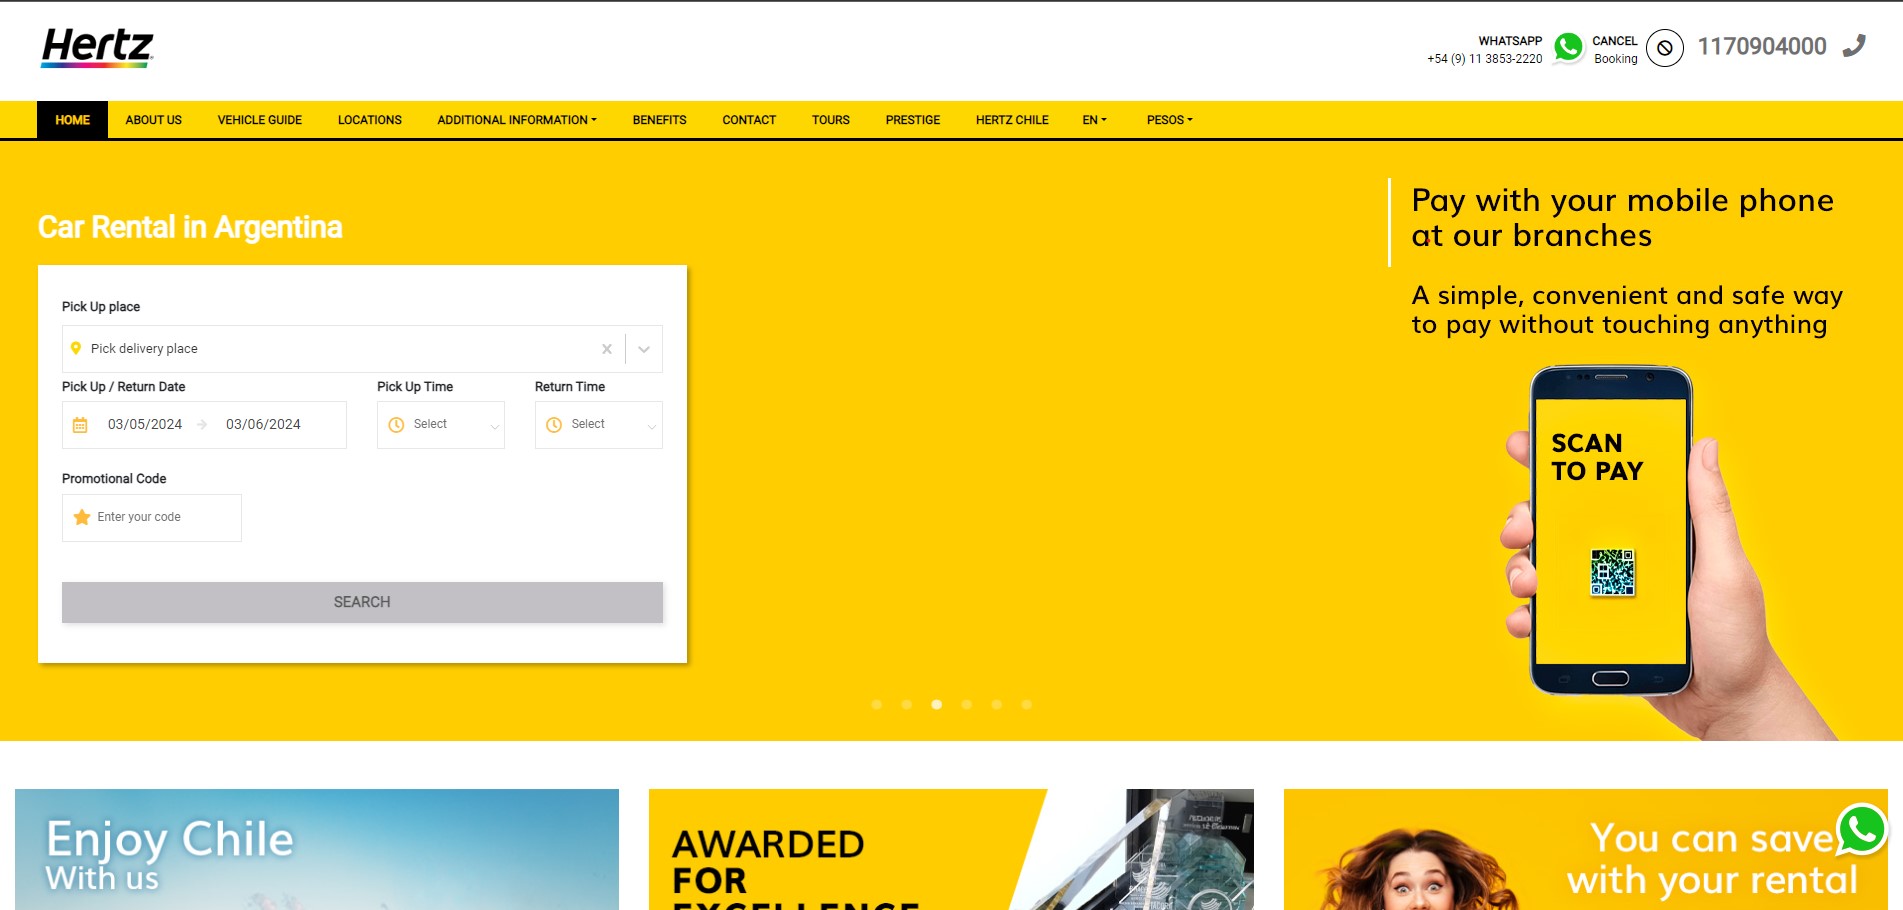 Hertz
WHATSAPP
+54 (9) 11 3853-2220
CANCEL
Booking
1170904000
HOME
ABOUT US
VEHICLE GUIDE
LOCATIONS
ADDITIONAL INFORMATION
BENEFITS
CONTACT
TOURS
PRESTIGE
HERTZ CHILE
EN
PESOS
Car Rental in Argentina
Pick Up place
Pick delivery place
Pick Up / Return Date
Pick Up Time
Return Time
03/05/2024
03/06/2024
Select
Select
Promotional Code
Enter your code
SEARCH
Pay with your mobile phone
at our branches
A simple, convenient and safe way
to pay without touching anything
SCAN
TO PAY
Enjoy Chile
With us
AWARDED
FOR
EXCELLENCE
You can save
with your rental